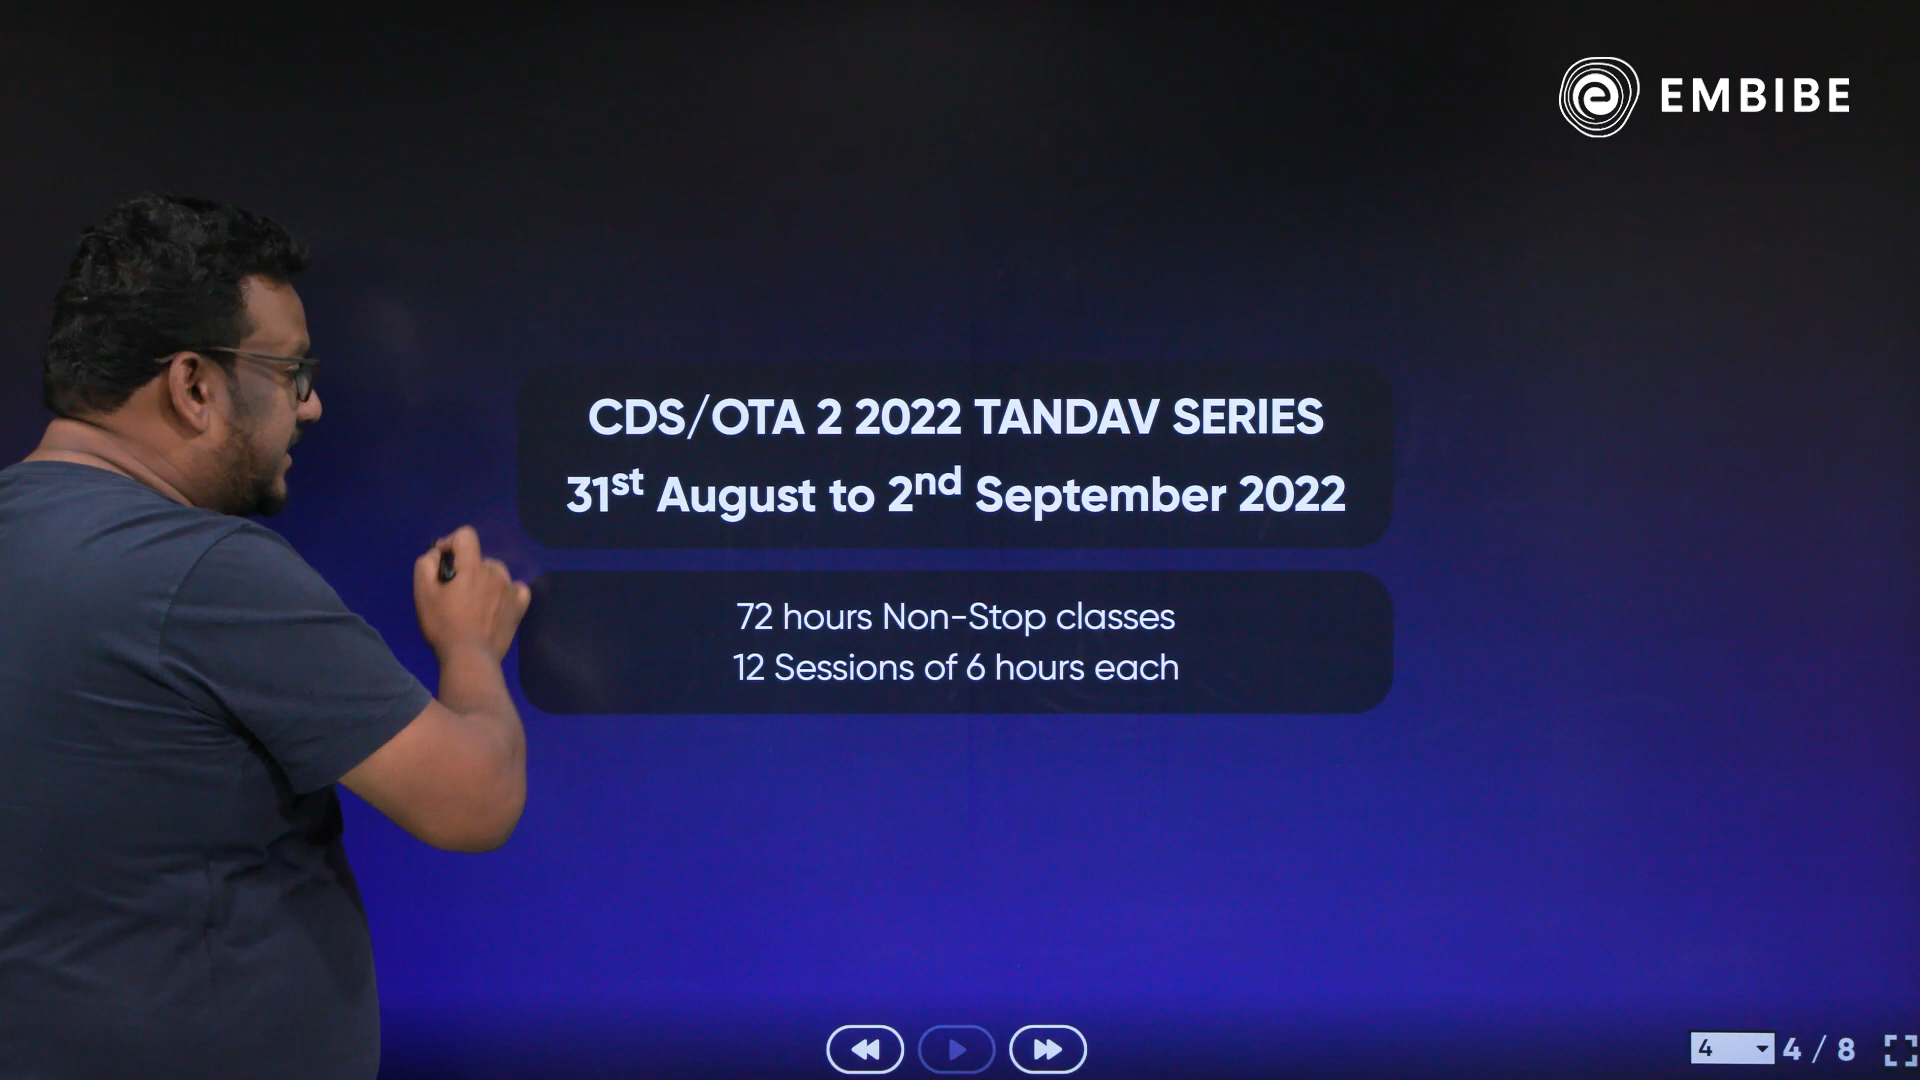 EMBIBE
CDS/OTA 2 2022 TANDAV SERIES
31st August to 2nd September 2022
72 hours Non-Stop classes
12 Sessions of 6 hours each
4
4 / 8